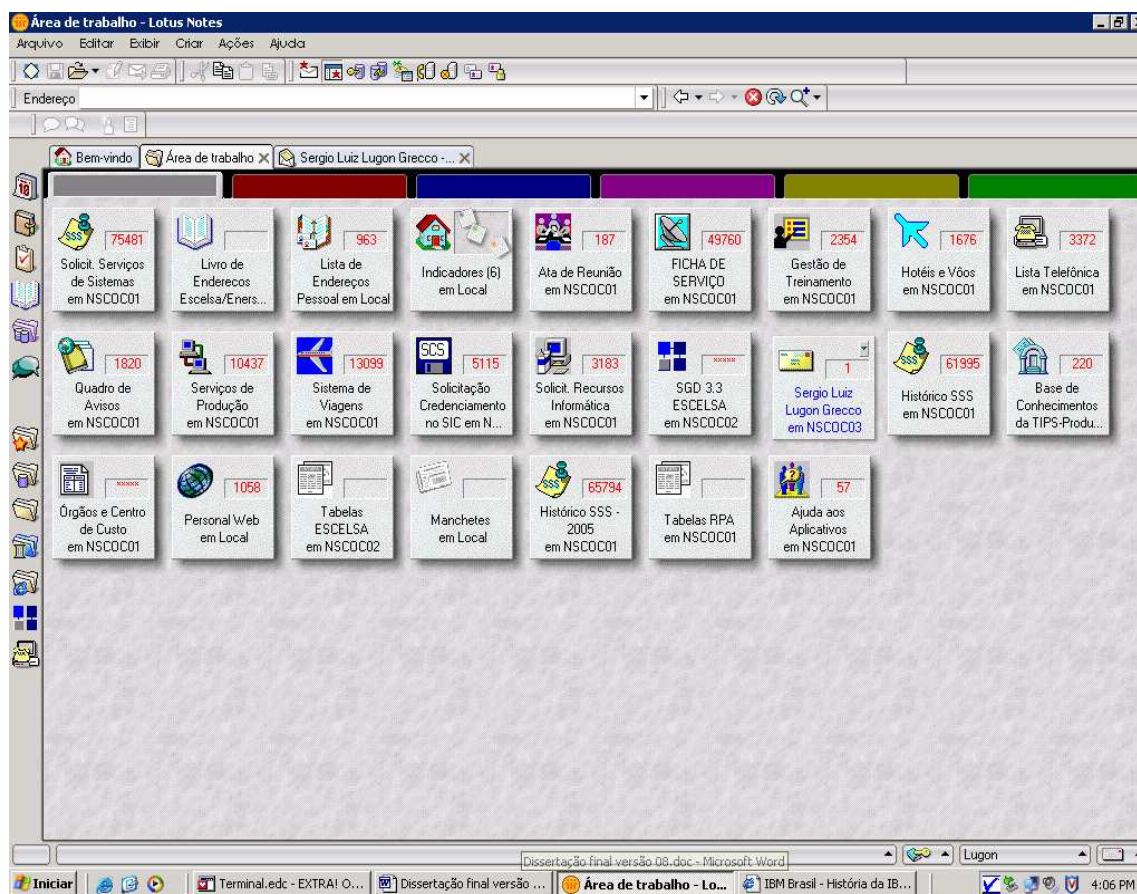 Área de trabalho - Lotus Notes
Arquivo Editar Exibir Criar Ações Ajuda
Endereço
Bem-vindo
Área de trabalho
Sergio Luiz Lugon Grecco -...
18
75481
Solicit. Serviços
de Sistemas
em NSCOC01
Livro de
Enderecos
Escelsa/Eners...
963
Lista de
Endereços
Pessoal em Local
Indicadores (6)
em Local
187
Ata de Reunião
em NSCOC01
49760
FICHA DE
SERVIÇO
em NSCOC01
2354
Gestão de
Treinamento
em NSCOC01
1676
Hotéis e Vôos
em NSCOC01
3372
Lista Telefônica
em NSCOC01
1820
Quadro de
Avisos
em NSCOC01
10437
Serviços de
Produção
em NSCOC01
13099
Sistema de
Viagens
em NSCOC01
SCS
5115
Solicitação
Credenciamento
no SIC em N...
3183
Solicit. Recursos
Informática
em NSCOC01
xxxxx
SGD 3.3
ESCELSA
em NSCOC02
1
Sergio Luiz
Lugon Grecco
em NSCOC03
SSS
61995
Histórico SSS
em NSCOC01
220
Base de
Conhecimentos
da TIPS-Produ...
xxxxx
Órgãos e Centro
de Custo
em NSCOC01
1058
Personal Web
em Local
Tabelas
ESCELSA
em NSCOC02
Manchetes
em Local
SSS
65794
Histórico SSS -
2005
em NSCOC01
Tabelas RPA
em NSCOC01
57
Ajuda aos
Aplicativos
em NSCOC01
Dissertação final versão 08.doc - Microsoft Word
Lugon
Iniciar
Terminal.edc - EXTRA! O...
Dissertação final versão ...
Área de trabalho - Lo...
IBM Brasil - História da IB...
4:06 PM